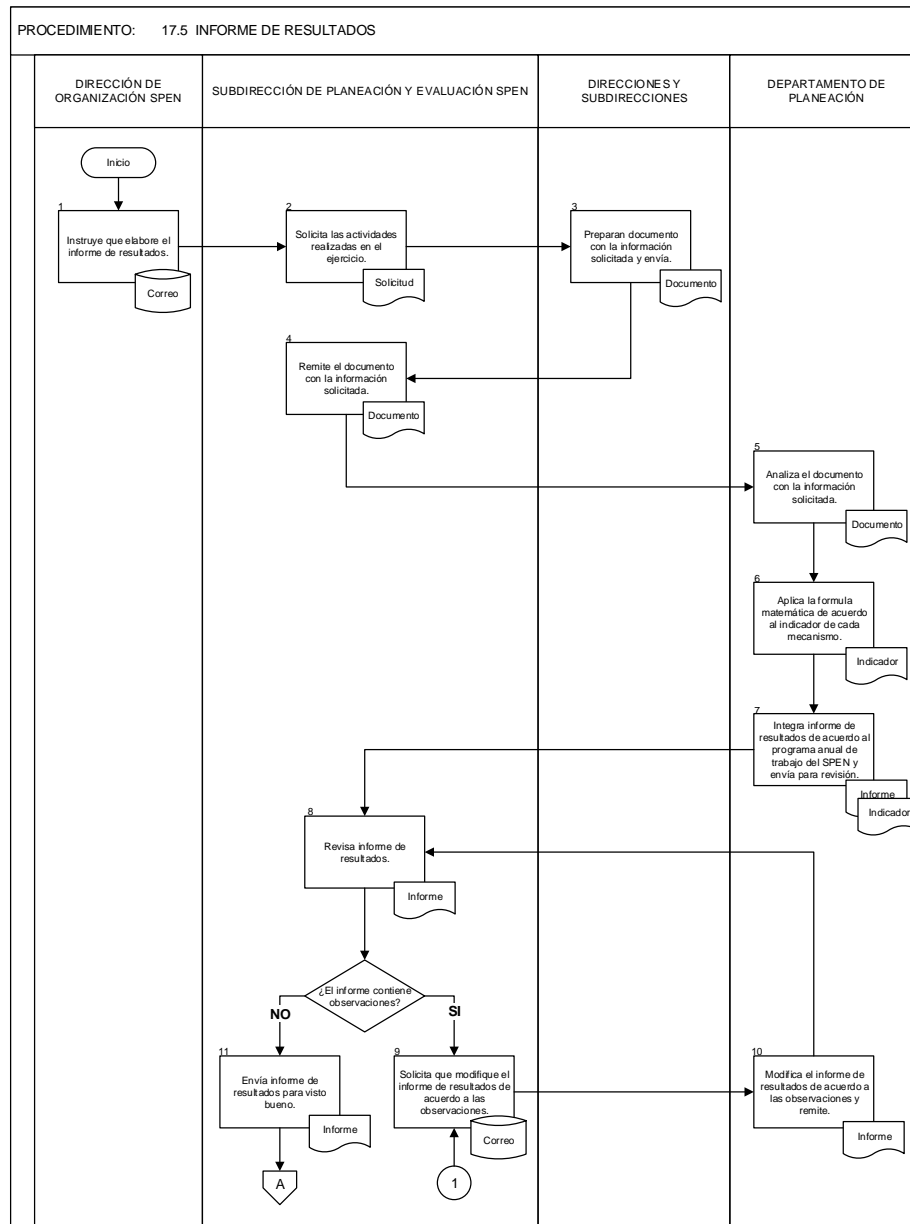 PROCEDIMIENTO: 17.5 INFORME DE RESULTADOS
DIRECCIÓN DE
ORGANIZACIÓN SPEN
SUBDIRECCIÓN DE PLANEACIÓN Y EVALUACIÓN SPEN
DIRECCIONES Y
SUBDIRECCIONES
DEPARTAMENTO DE
PLANEACIÓN
Inicio
1
Instruye que elabore el
informe de resultados.
Correo
2
Solicita las actividades
realizadas en el
ejercicio.
Solicitud
3
Preparan documento
con la información
solicitada y envía.
Documento
4
Remite el documento
con la información
solicitada.
Documento
5
Analiza el documento
con la información
solicitada.
Documento
6
Aplica la formula
matemática de acuerdo
al indicador de cada
mecanismo.
Indicador
7
Integra informe de
resultados de acuerdo al
programa anual de
trabajo del SPEN y
envía para revisión.
Informe
Indicador
8
Revisa informe de
resultados.
Informe
¿El informe contiene
observaciones?
NO
SI
11
Envía informe de
resultados para visto
bueno.
Informe
A
9
Solicita que modifique el
informe de resultados de
acuerdo a las
observaciones.
Correo
1
10
Modifica el informe de
resultados de acuerdo a
las observaciones y
remite.
Informe